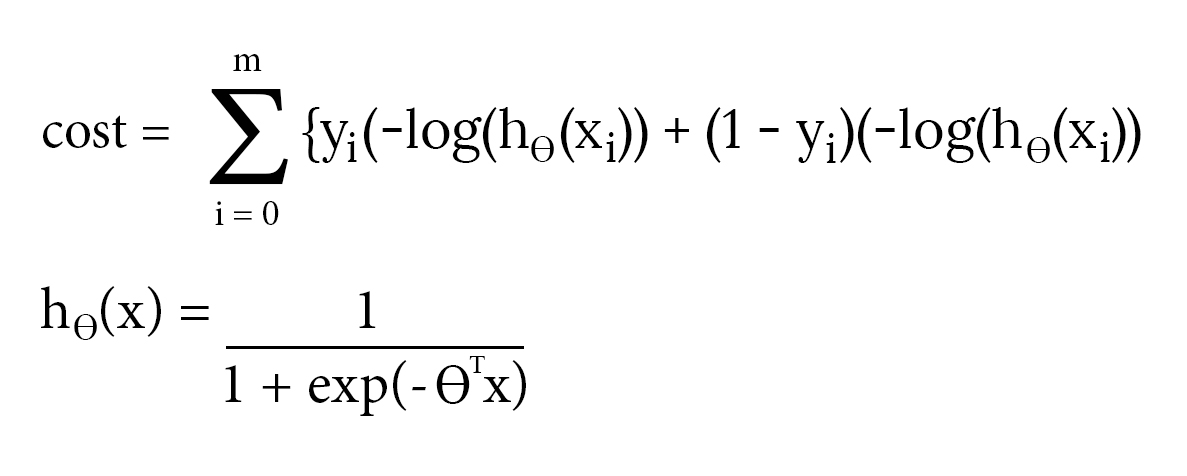 m
cost = ∑ {yᵢ(-log(hΘ(xᵢ)) + (1 - yᵢ)(-log(hΘ(xᵢ))
i = 0
hΘ(x) = 1
1 + exp(-Θᵀx)